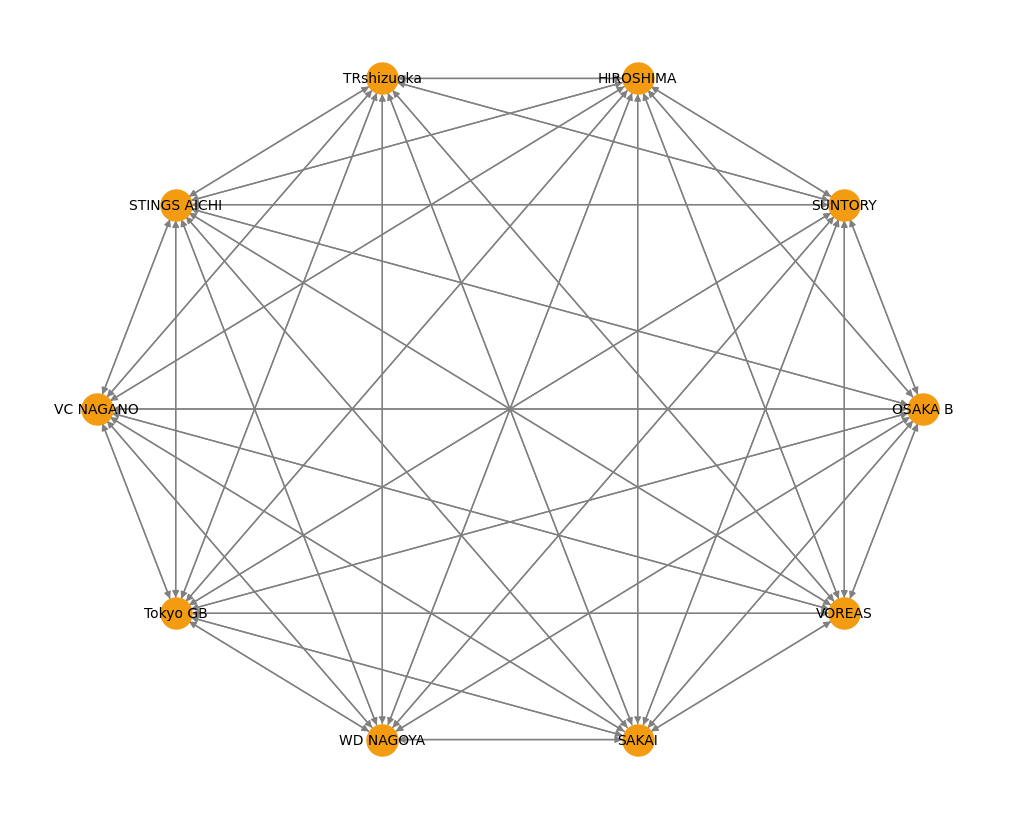 TRshizuoka
HIROSHIMA
STINGS AICHI
SUNTORY
VC NAGANO
OSAKA B
Tokyo GB
VOREAS
WD NAGOYA
SAKAI